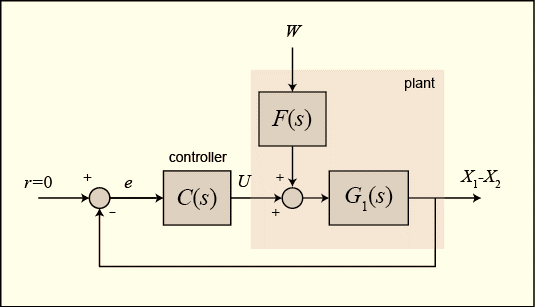 W
plant
F(s)
controller
r=0
+
e
C(s)
U
+
G₁(s)
X₁-X₂
−
+